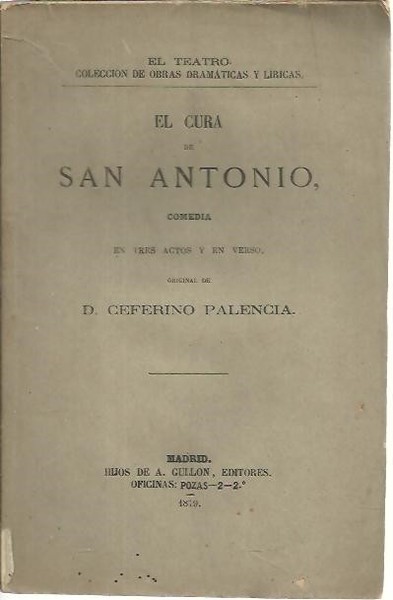 EL TEATRO.
COLECCION DE OBRAS DRAMÁTICAS Y LÍRICAS.
EL CURA
DE
SAN ANTONIO,
COMEDIA
EN TRES ACTOS Y EN VERSO,
ORIGINAL DE
D. CEFERINO PALENCIA.
MADRID.
HIJOS DE A. GULLON, EDITORES.
OFICINAS: POZAS—2—2.º
1879.